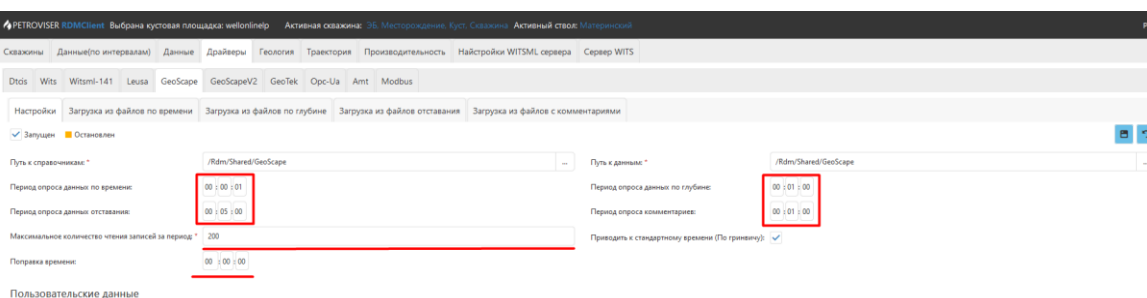 PETROVISER RDMClient Выбрана кустовая площадка: wellonlinelp Активная скважина: ЭБ. Месторождение. Куст. Скважина Активный ствол: Материнский
Скважины Данные(по интервалам) Данные Драйверы Геология Траектория Производительность Найстройки WITSML сервера Сервер WITS
Dtcis Wits Witsml-141 Leusa GeoScape GeoScapeV2 GeoTek Opc-Ua Amt Modbus
Настройки Загрузка из файлов по времени Загрузка из файлов по глубине Загрузка из файлов отставания Загрузка из файлов с комментариями
Запущен Остановлен
Путь к справочникам: * /Rdm/Shared/GeoScape ... Путь к данным: * /Rdm/Shared/GeoScape
Период опроса данных по времени: 00 : 00 : 01 Период опроса данных по глубине: 00 : 01 : 00
Период опроса данных отставания: 00 : 05 : 00 Период опроса комментариев: 00 : 01 : 00
Максимальное количество чтения записей за период: * 200 Приводить к стандартному времени (По гринвичу):
Поправка времени: 00 : 00 : 00
Пользовательские данные